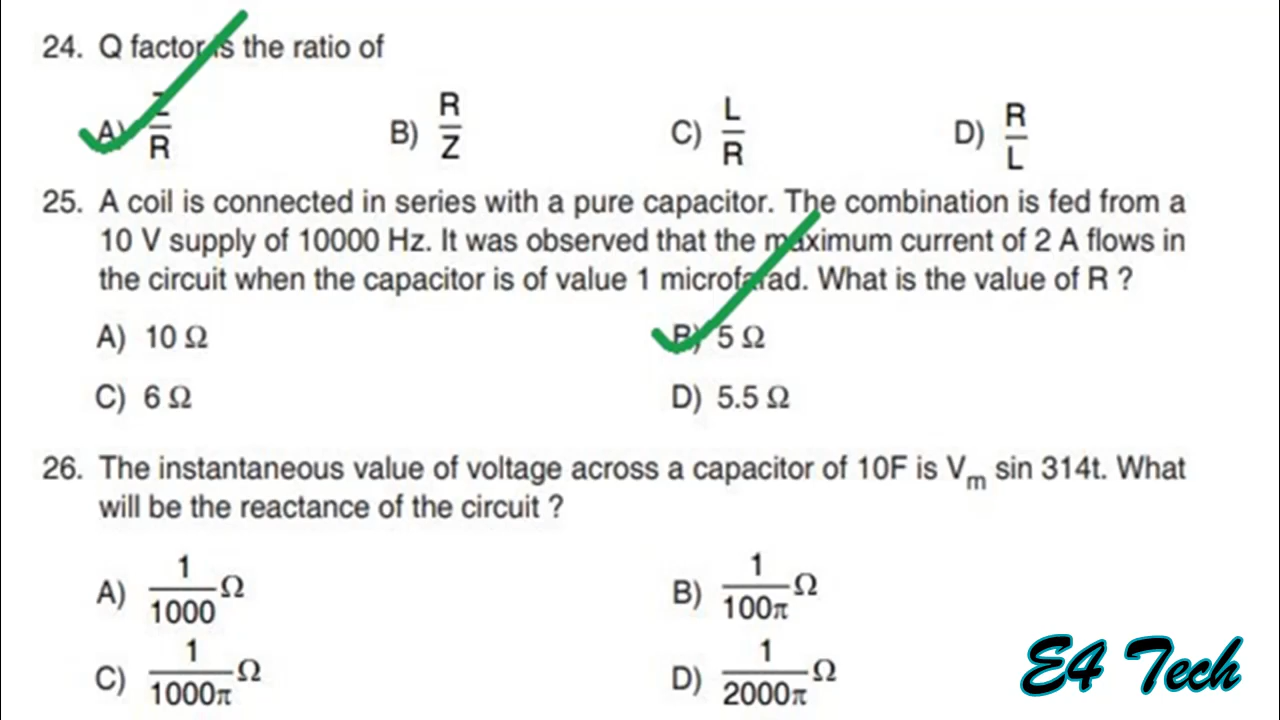 24. Q factor is the ratio of
A) Z/R B) R/Z C) L/R D) R/L
25. A coil is connected in series with a pure capacitor. The combination is fed from a
10 V supply of 10000 Hz. It was observed that the maximum current of 2 A flows in
the circuit when the capacitor is of value 1 microfarad. What is the value of R ?
A) 10 Ω B) 5 Ω
C) 6 Ω D) 5.5 Ω
26. The instantaneous value of voltage across a capacitor of 10F is Vm sin 314t. What
will be the reactance of the circuit ?
A) 1/1000 Ω B) 1/100π Ω
C) 1/1000π Ω D) 1/2000π Ω
E4 Tech